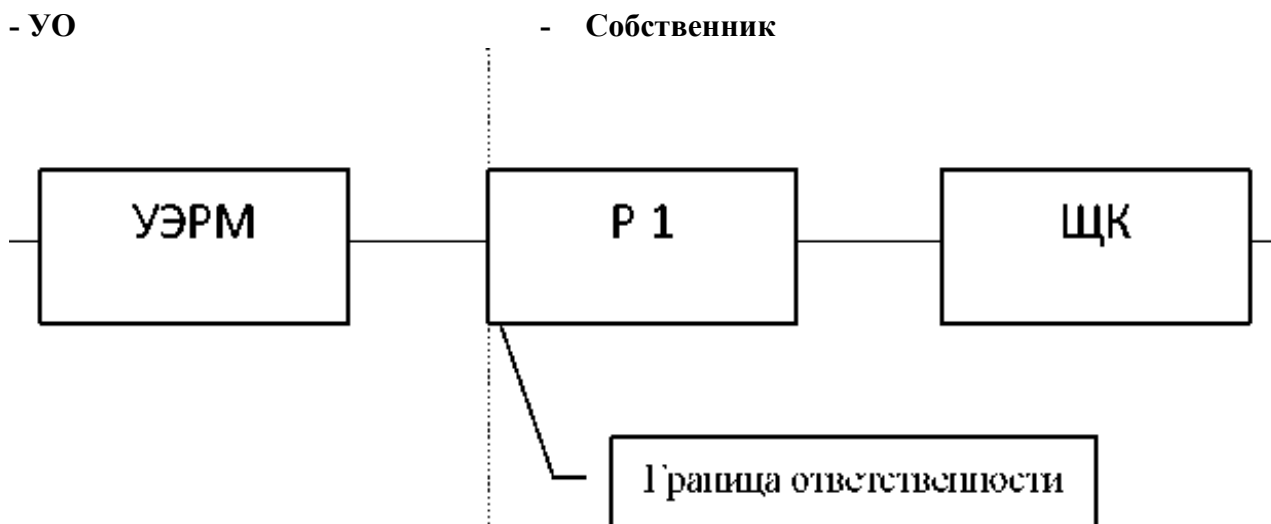 - УО - Собственник
УЭРМ Р 1 ЩК
Граница ответственности